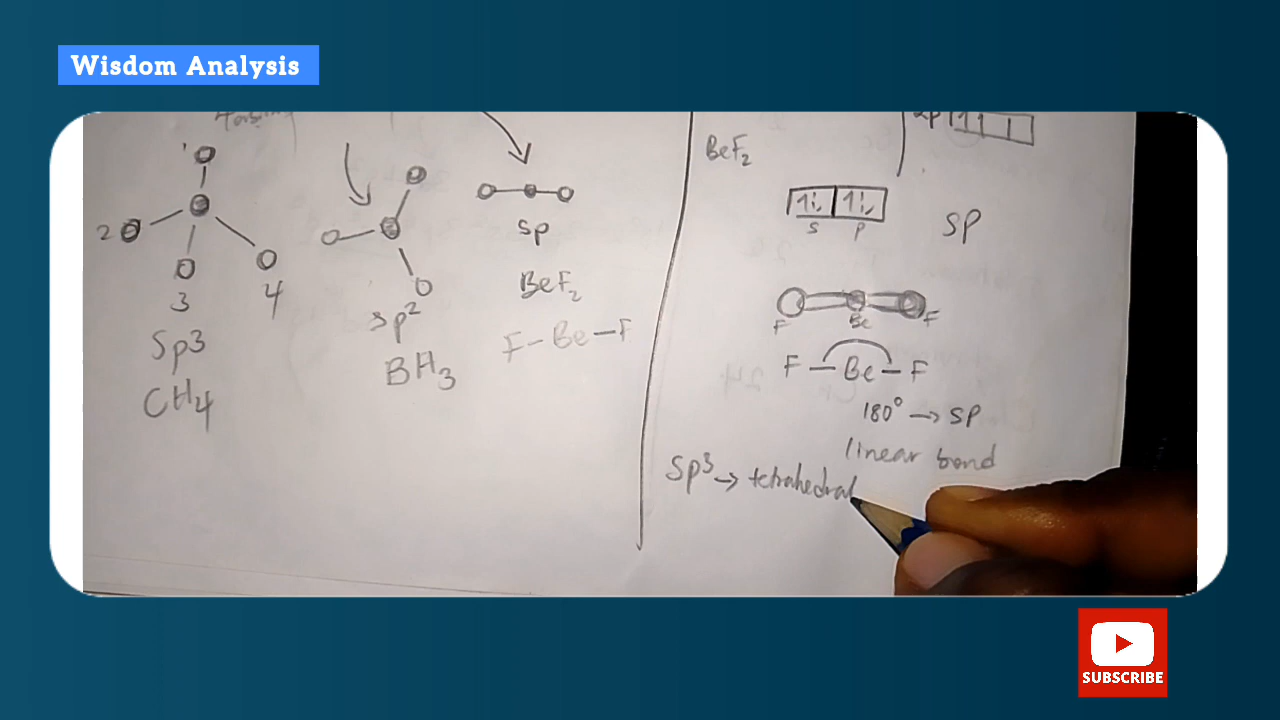 Wisdom Analysis
2
3
4
Sp3
CH4
sp²
BH3
sp
BeF2
F-Be-F
2p
BeF2
s p
SP
F Be F
F - Be - F
180° → SP
linear bond
Sp³ → tetrahedral
SUBSCRIBE